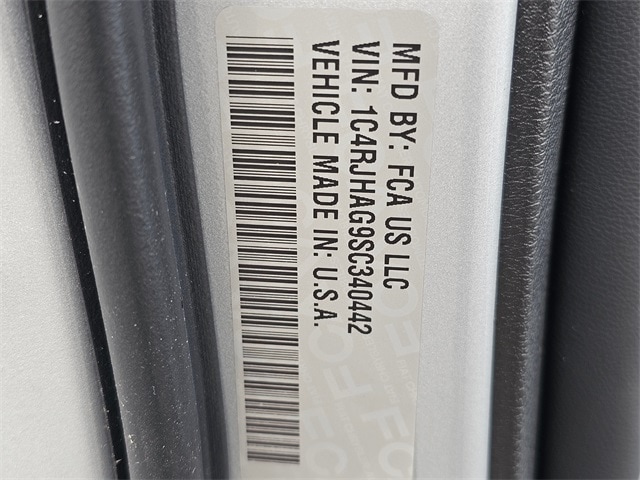 MFD BY: FCA US LLC
VIN: 1C4RJHAG9SC340442
VEHICLE MADE IN: U.S.A.